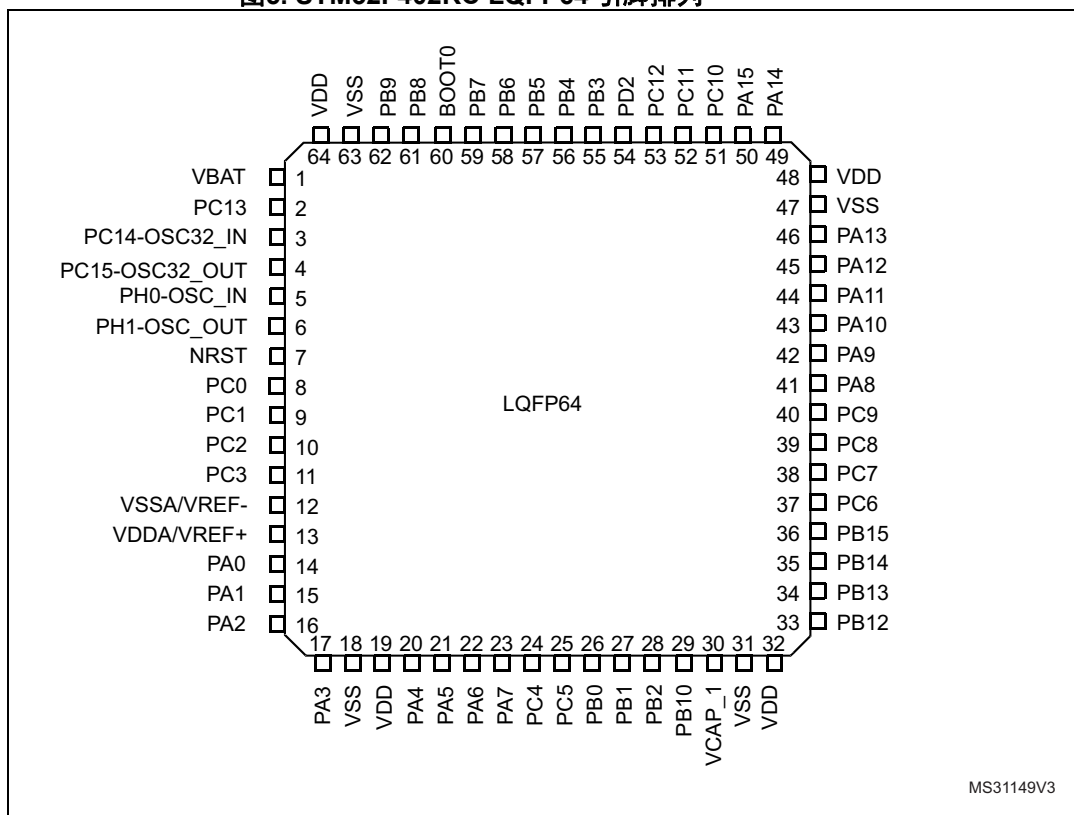 STM32F402RC LQFP64 引脚排列
VDD VSS PB9 PB8 BOOT0 PB7 PB6 PB5 PB4 PB3 PD2 PC12 PC11 PC10 PA15 PA14
64 63 62 61 60 59 58 57 56 55 54 53 52 51 50 49
VBAT 1 48 VDD
PC13 2 47 VSS
PC14-OSC32_IN 3 46 PA13
PC15-OSC32_OUT 4 45 PA12
PH0-OSC_IN 5 44 PA11
PH1-OSC_OUT 6 43 PA10
NRST 7 42 PA9
PC0 8 41 PA8
PC1 9 LQFP64 40 PC9
PC2 10 39 PC8
PC3 11 38 PC7
VSSA/VREF- 12 37 PC6
VDDA/VREF+ 13 36 PB15
PA0 14 35 PB14
PA1 15 34 PB13
PA2 16 33 PB12
17 18 19 20 21 22 23 24 25 26 27 28 29 30 31 32
PA3 VSS VDD PA4 PA5 PA6 PA7 PC4 PC5 PB0 PB1 PB2 PB10 VCAP_1 VSS VDD
MS31149V3